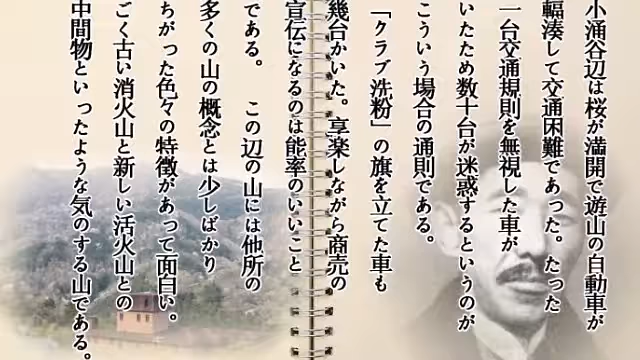 小涌谷辺は桜が満開で遊山の自動車が
輻湊して交通困難であった。たった
一台交通規則を無視した車が
いたため数十台が迷惑するというのが
こういう場合の通則である。
「クラブ洗粉」の旗を立てた車も
幾台かいた。享楽しながら商売の
宣伝になるのは能率のいいこと
である。　この辺の山には他所の
多くの山の概念とは少しばかり
ちがった色々の特徴があって面白い。
ごく古い消火山と新しい活火山との
中間物といったような気のする山である。